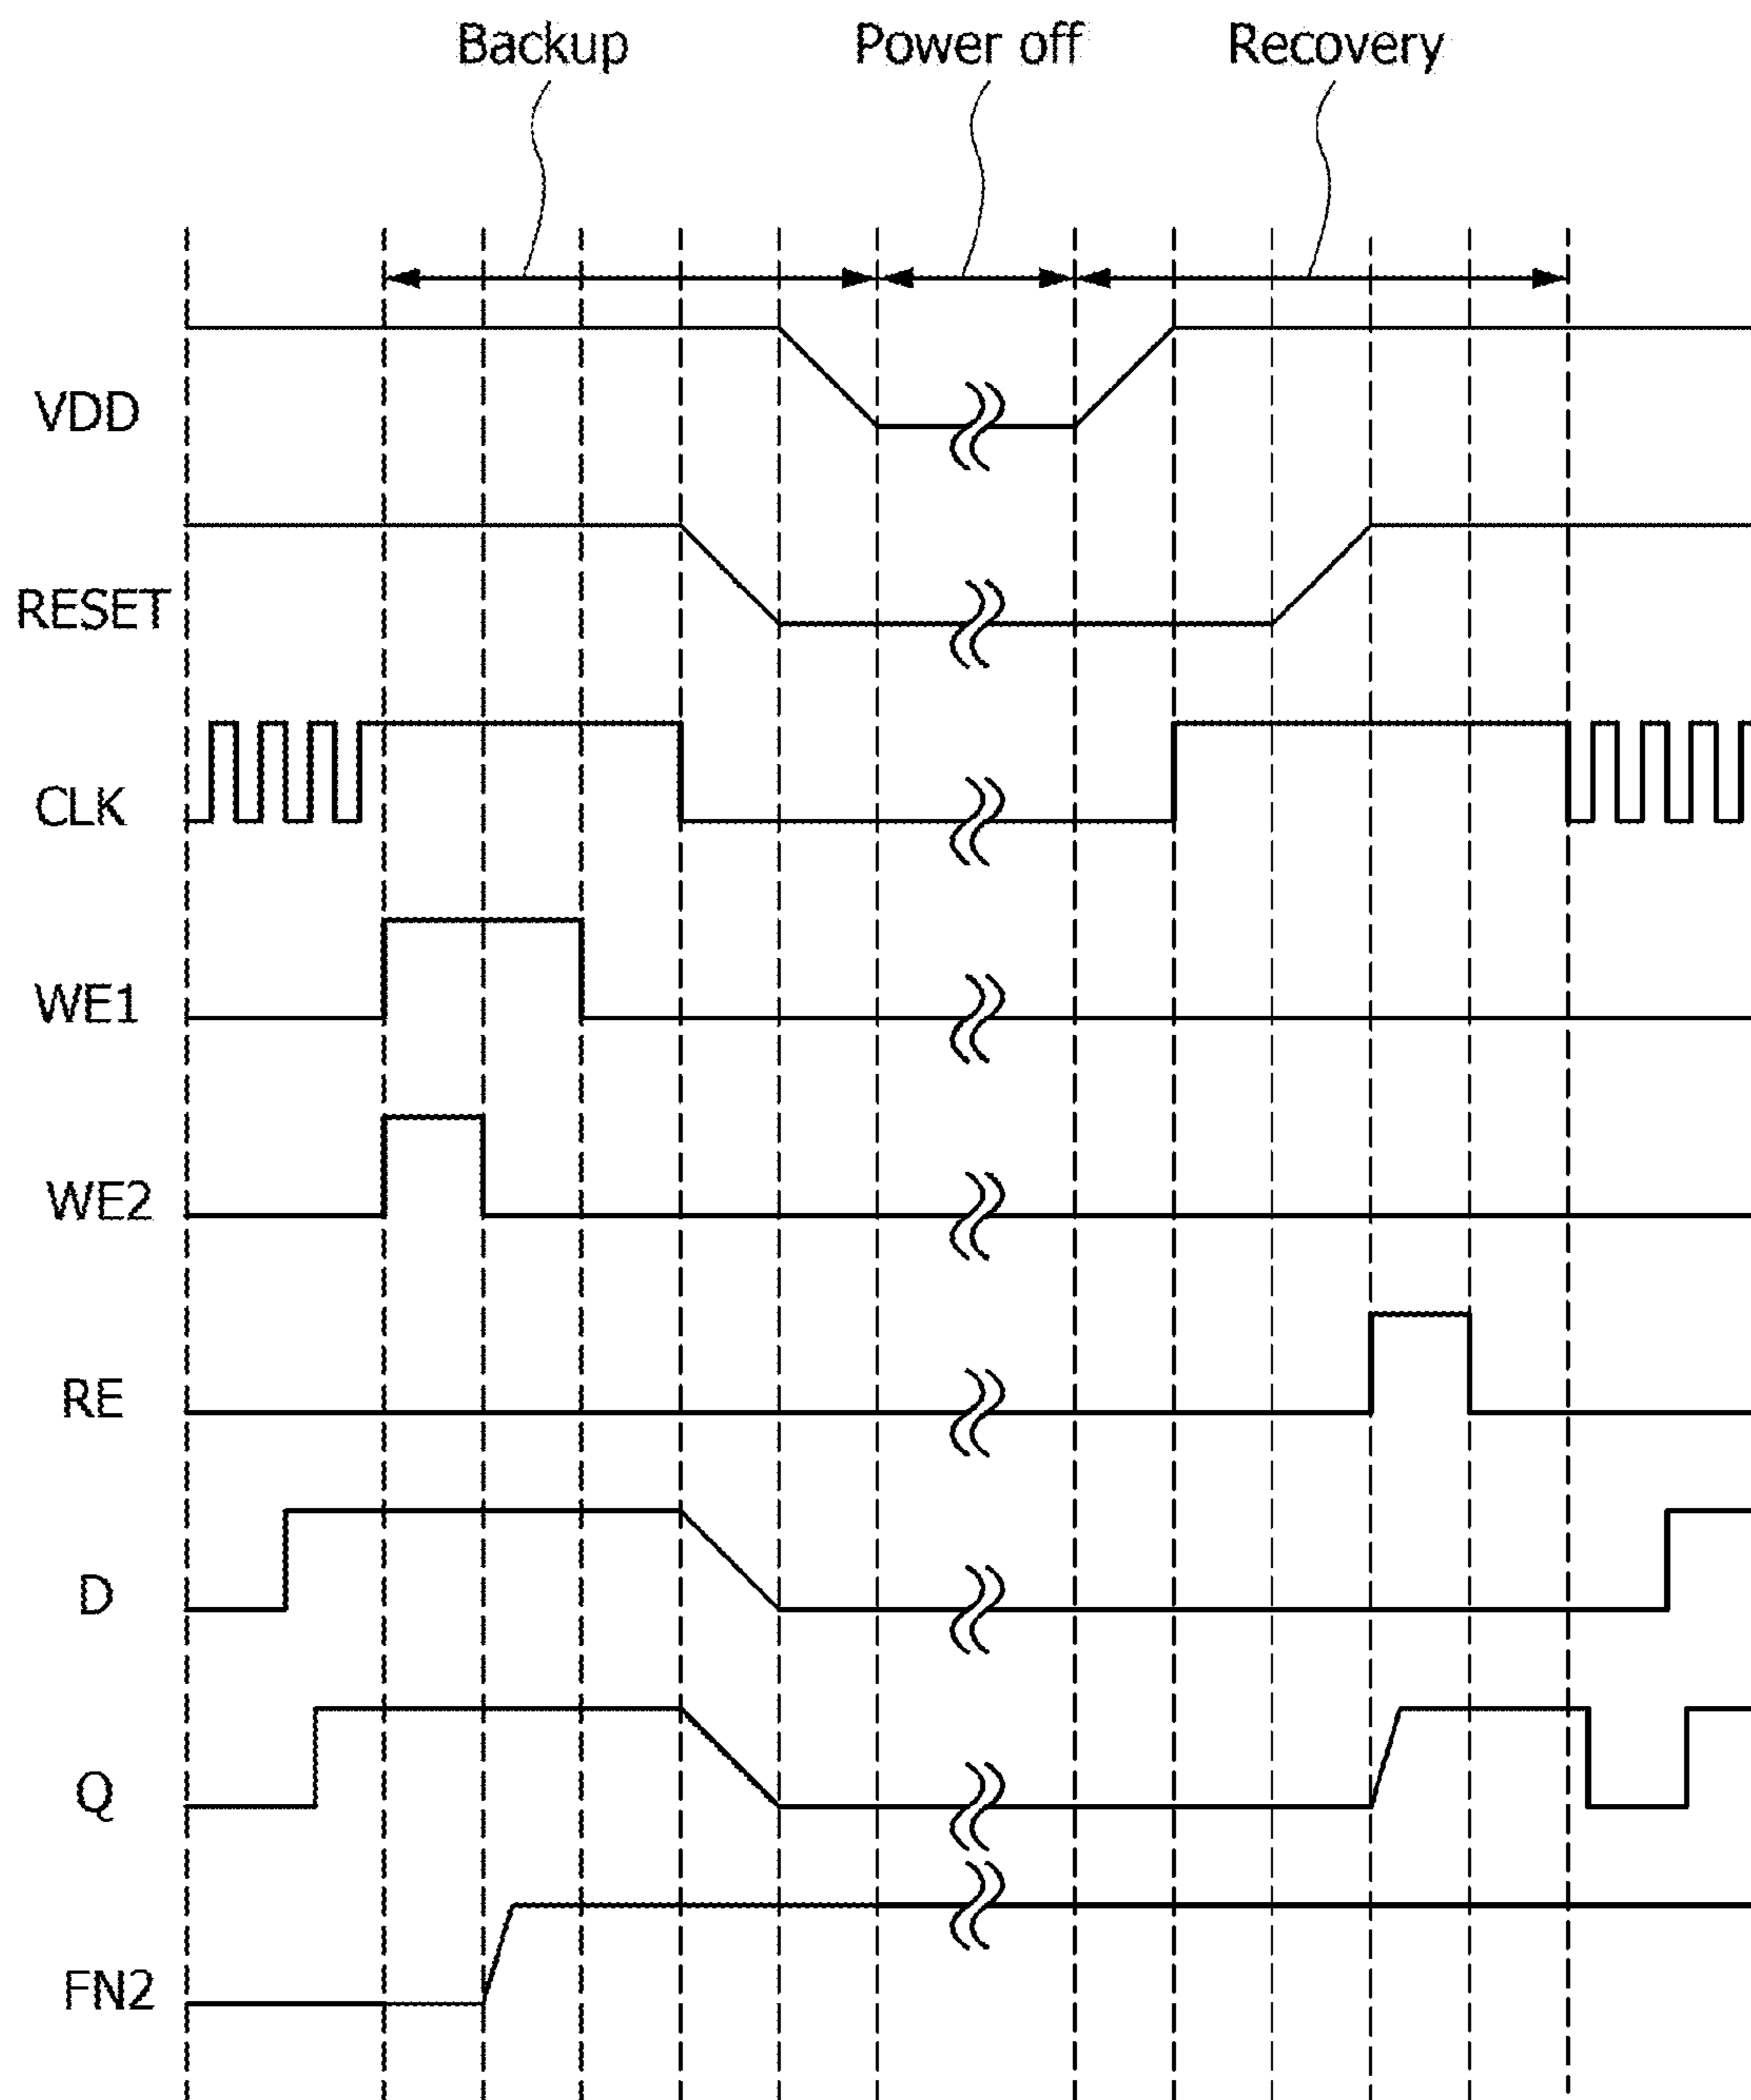 Backup Power off Recovery
VDD
RESET
CLK
WE1
WE2
RE
D
Q
FN2